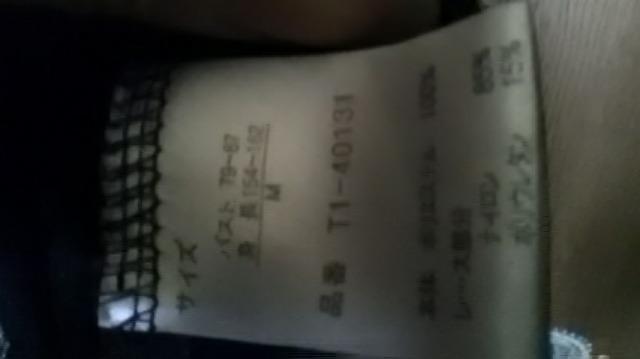 サイズ
バスト 79-87
身 長 154-162
M
品番 T1-40131
本体 ポリエステル 100%
レース部分
ナイロン 85%
ポリウレタン 15%